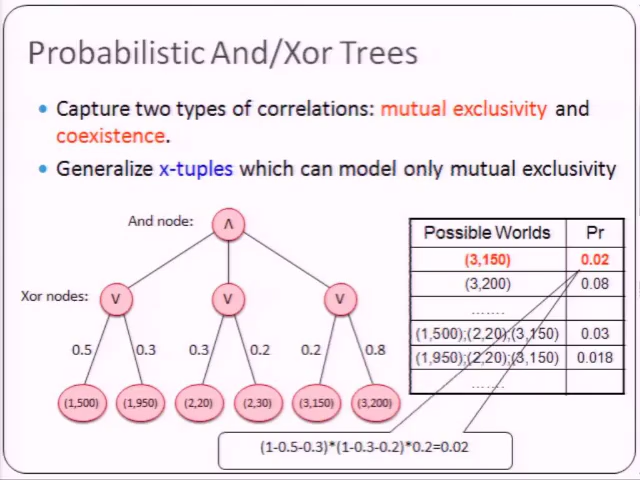 Probabilistic And/Xor Trees
Capture two types of correlations: mutual exclusivity and
coexistence.
Generalize x-tuples which can model only mutual exclusivity
And node:
Λ
Xor nodes:
V V V
0.5 0.3 0.3 0.2 0.2 0.8
(1,500) (1,950) (2,20) (2,30) (3,150) (3,200)
Possible Worlds Pr
(3,150) 0.02
(3,200) 0.08
.......
(1,500);(2,20);(3,150) 0.03
(1,950);(2,20);(3,150) 0.018
.......
(1-0.5-0.3)*(1-0.3-0.2)*0.2=0.02